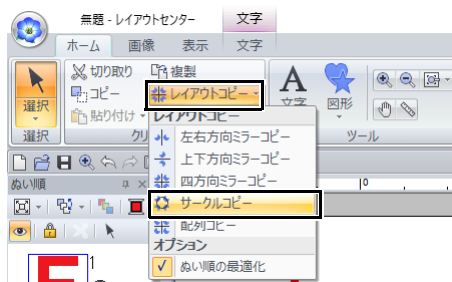 無題 - レイアウトセンター 文字
ホーム 画像 表示 文字
切り取り 複製
選択 コピー レイアウトコピー A 文字 図形
貼り付け レイアウトコピー
選択 クリ 左右方向ミラーコピー ツール
上下方向ミラーコピー
ぬい順 四方向ミラーコピー 0
サークルコピー
配列コピー
オプション
ぬい順の最適化
E 1